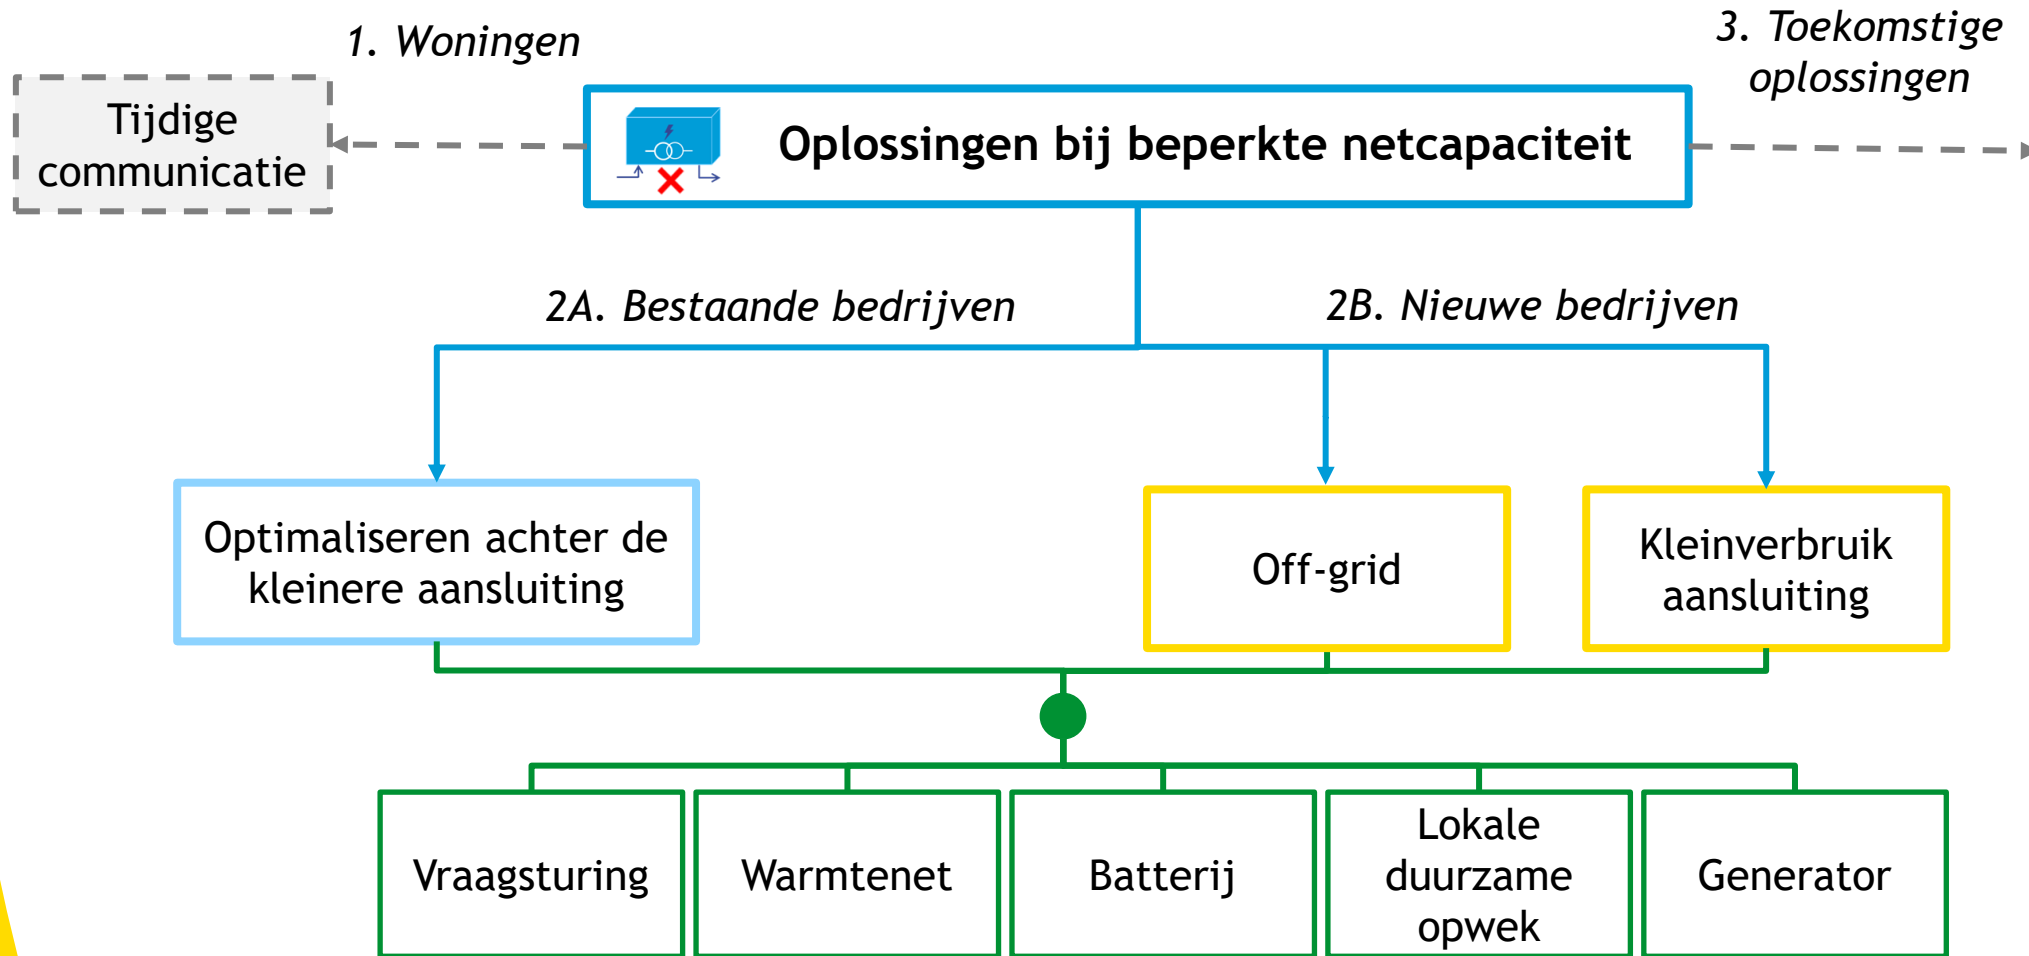 1. Woningen
3. Toekomstige
oplossingen
Tijdige
communicatie
Oplossingen bij beperkte netcapaciteit
2A. Bestaande bedrijven
2B. Nieuwe bedrijven
Optimaliseren achter de
kleinere aansluiting
Off-grid
Kleinverbruik
aansluiting
Vraagsturing
Warmtenet
Batterij
Lokale
duurzame
opwek
Generator